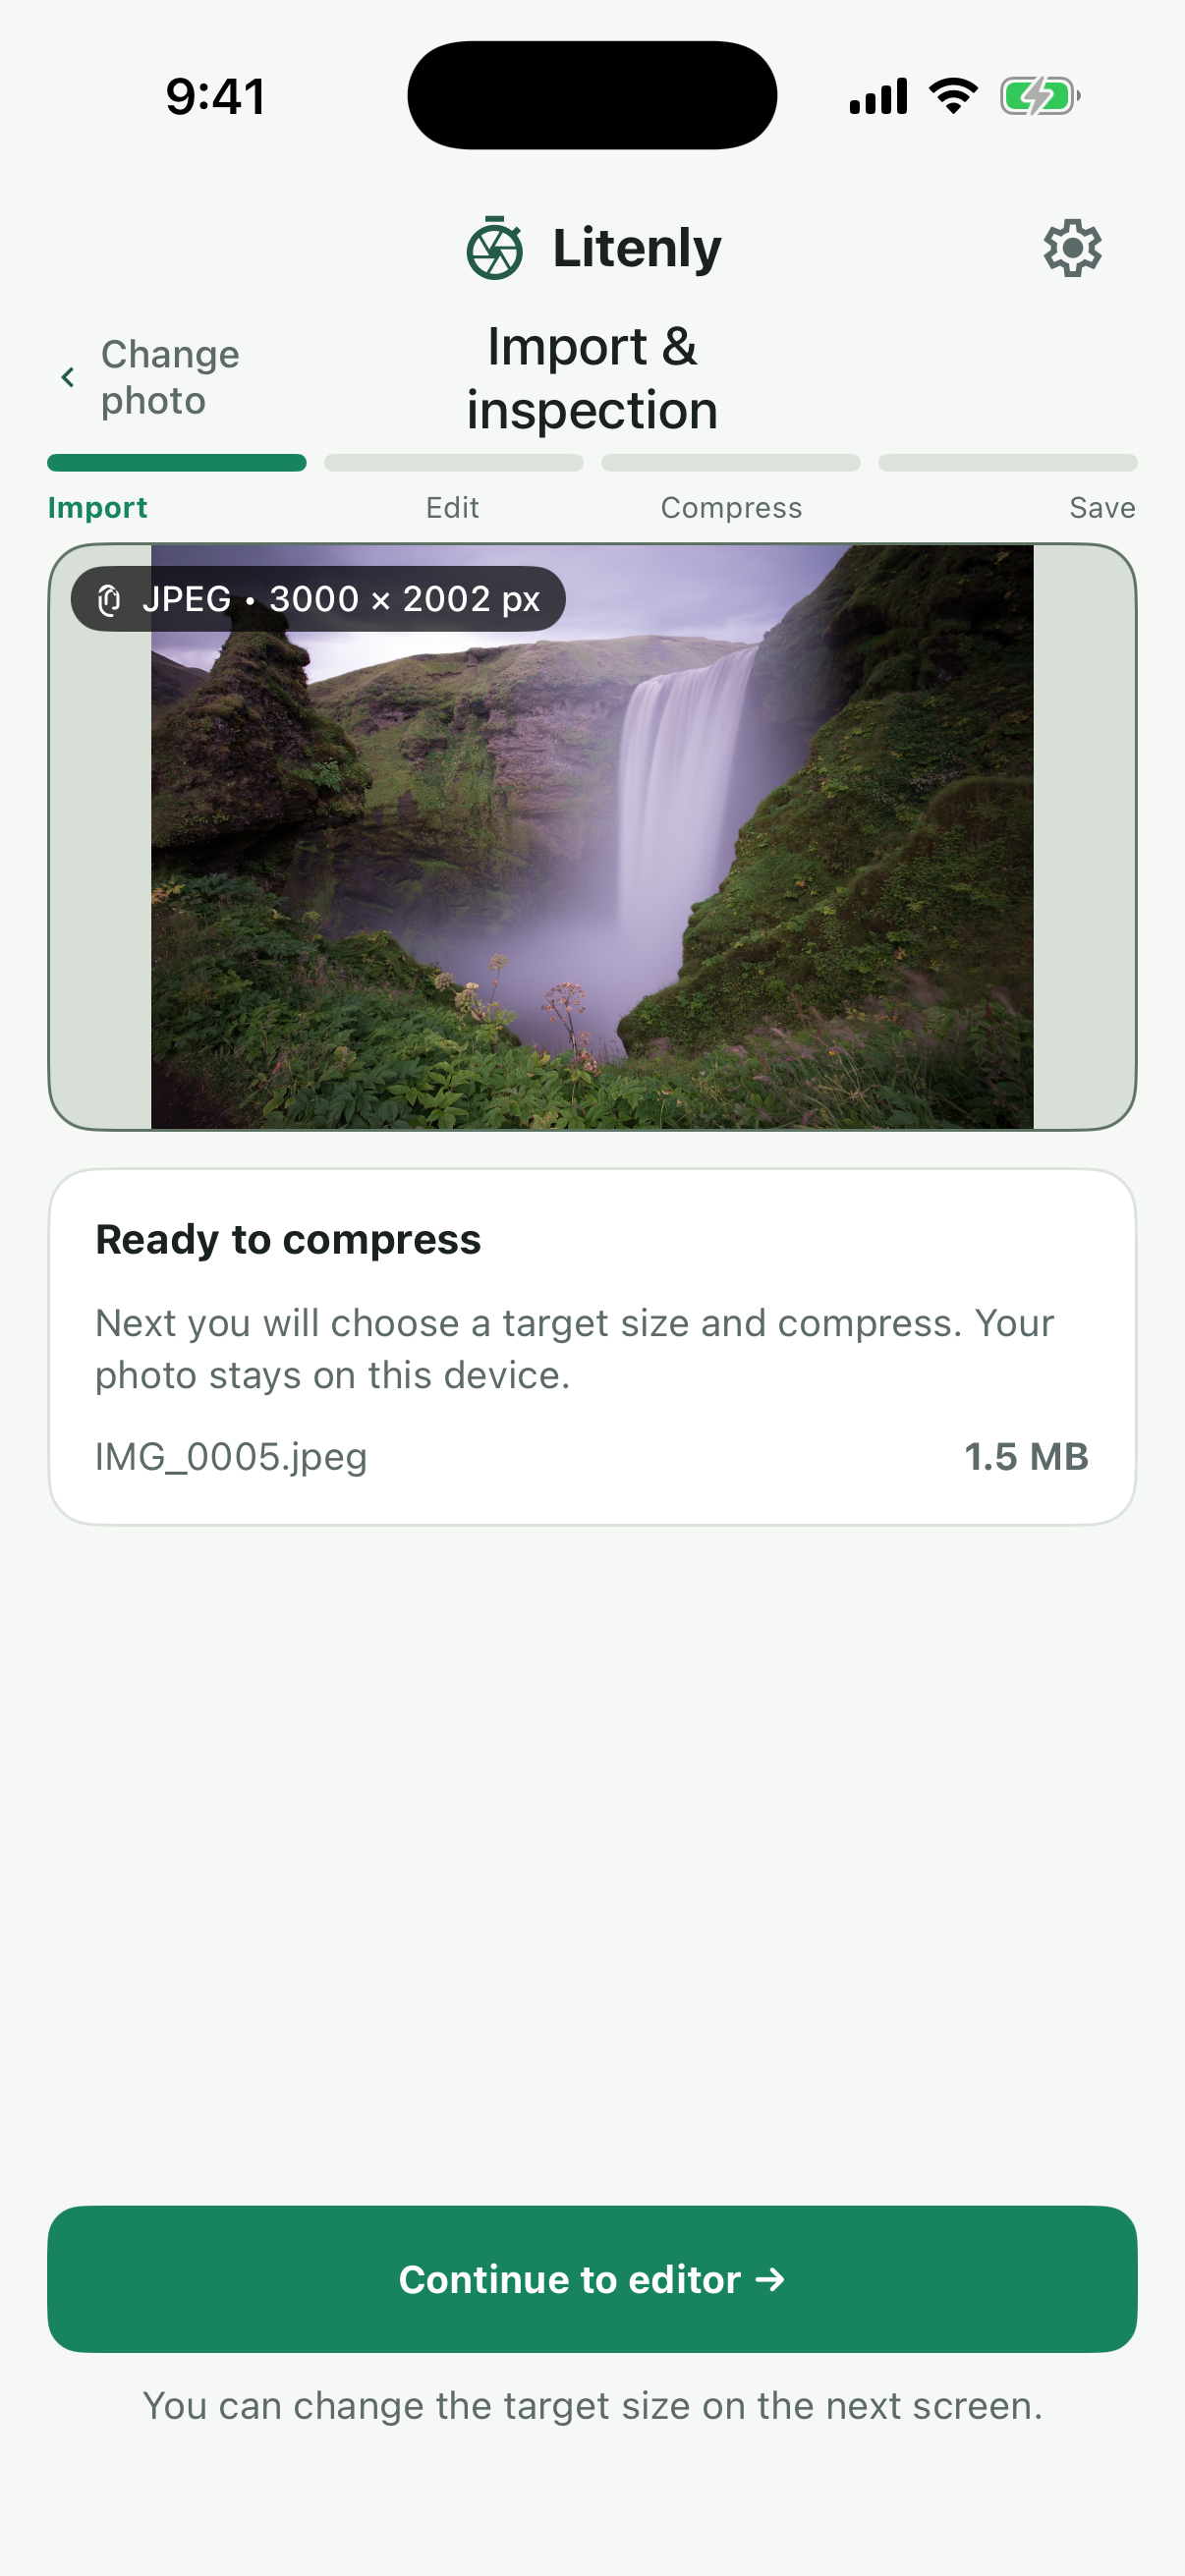 9:41
Litenly
Change
photo
Import &
inspection
Import
Edit
Compress
Save
JPEG • 3000 × 2002 px
Ready to compress
Next you will choose a target size and compress. Your
photo stays on this device.
IMG_0005.jpeg
1.5 MB
Continue to editor →
You can change the target size on the next screen.